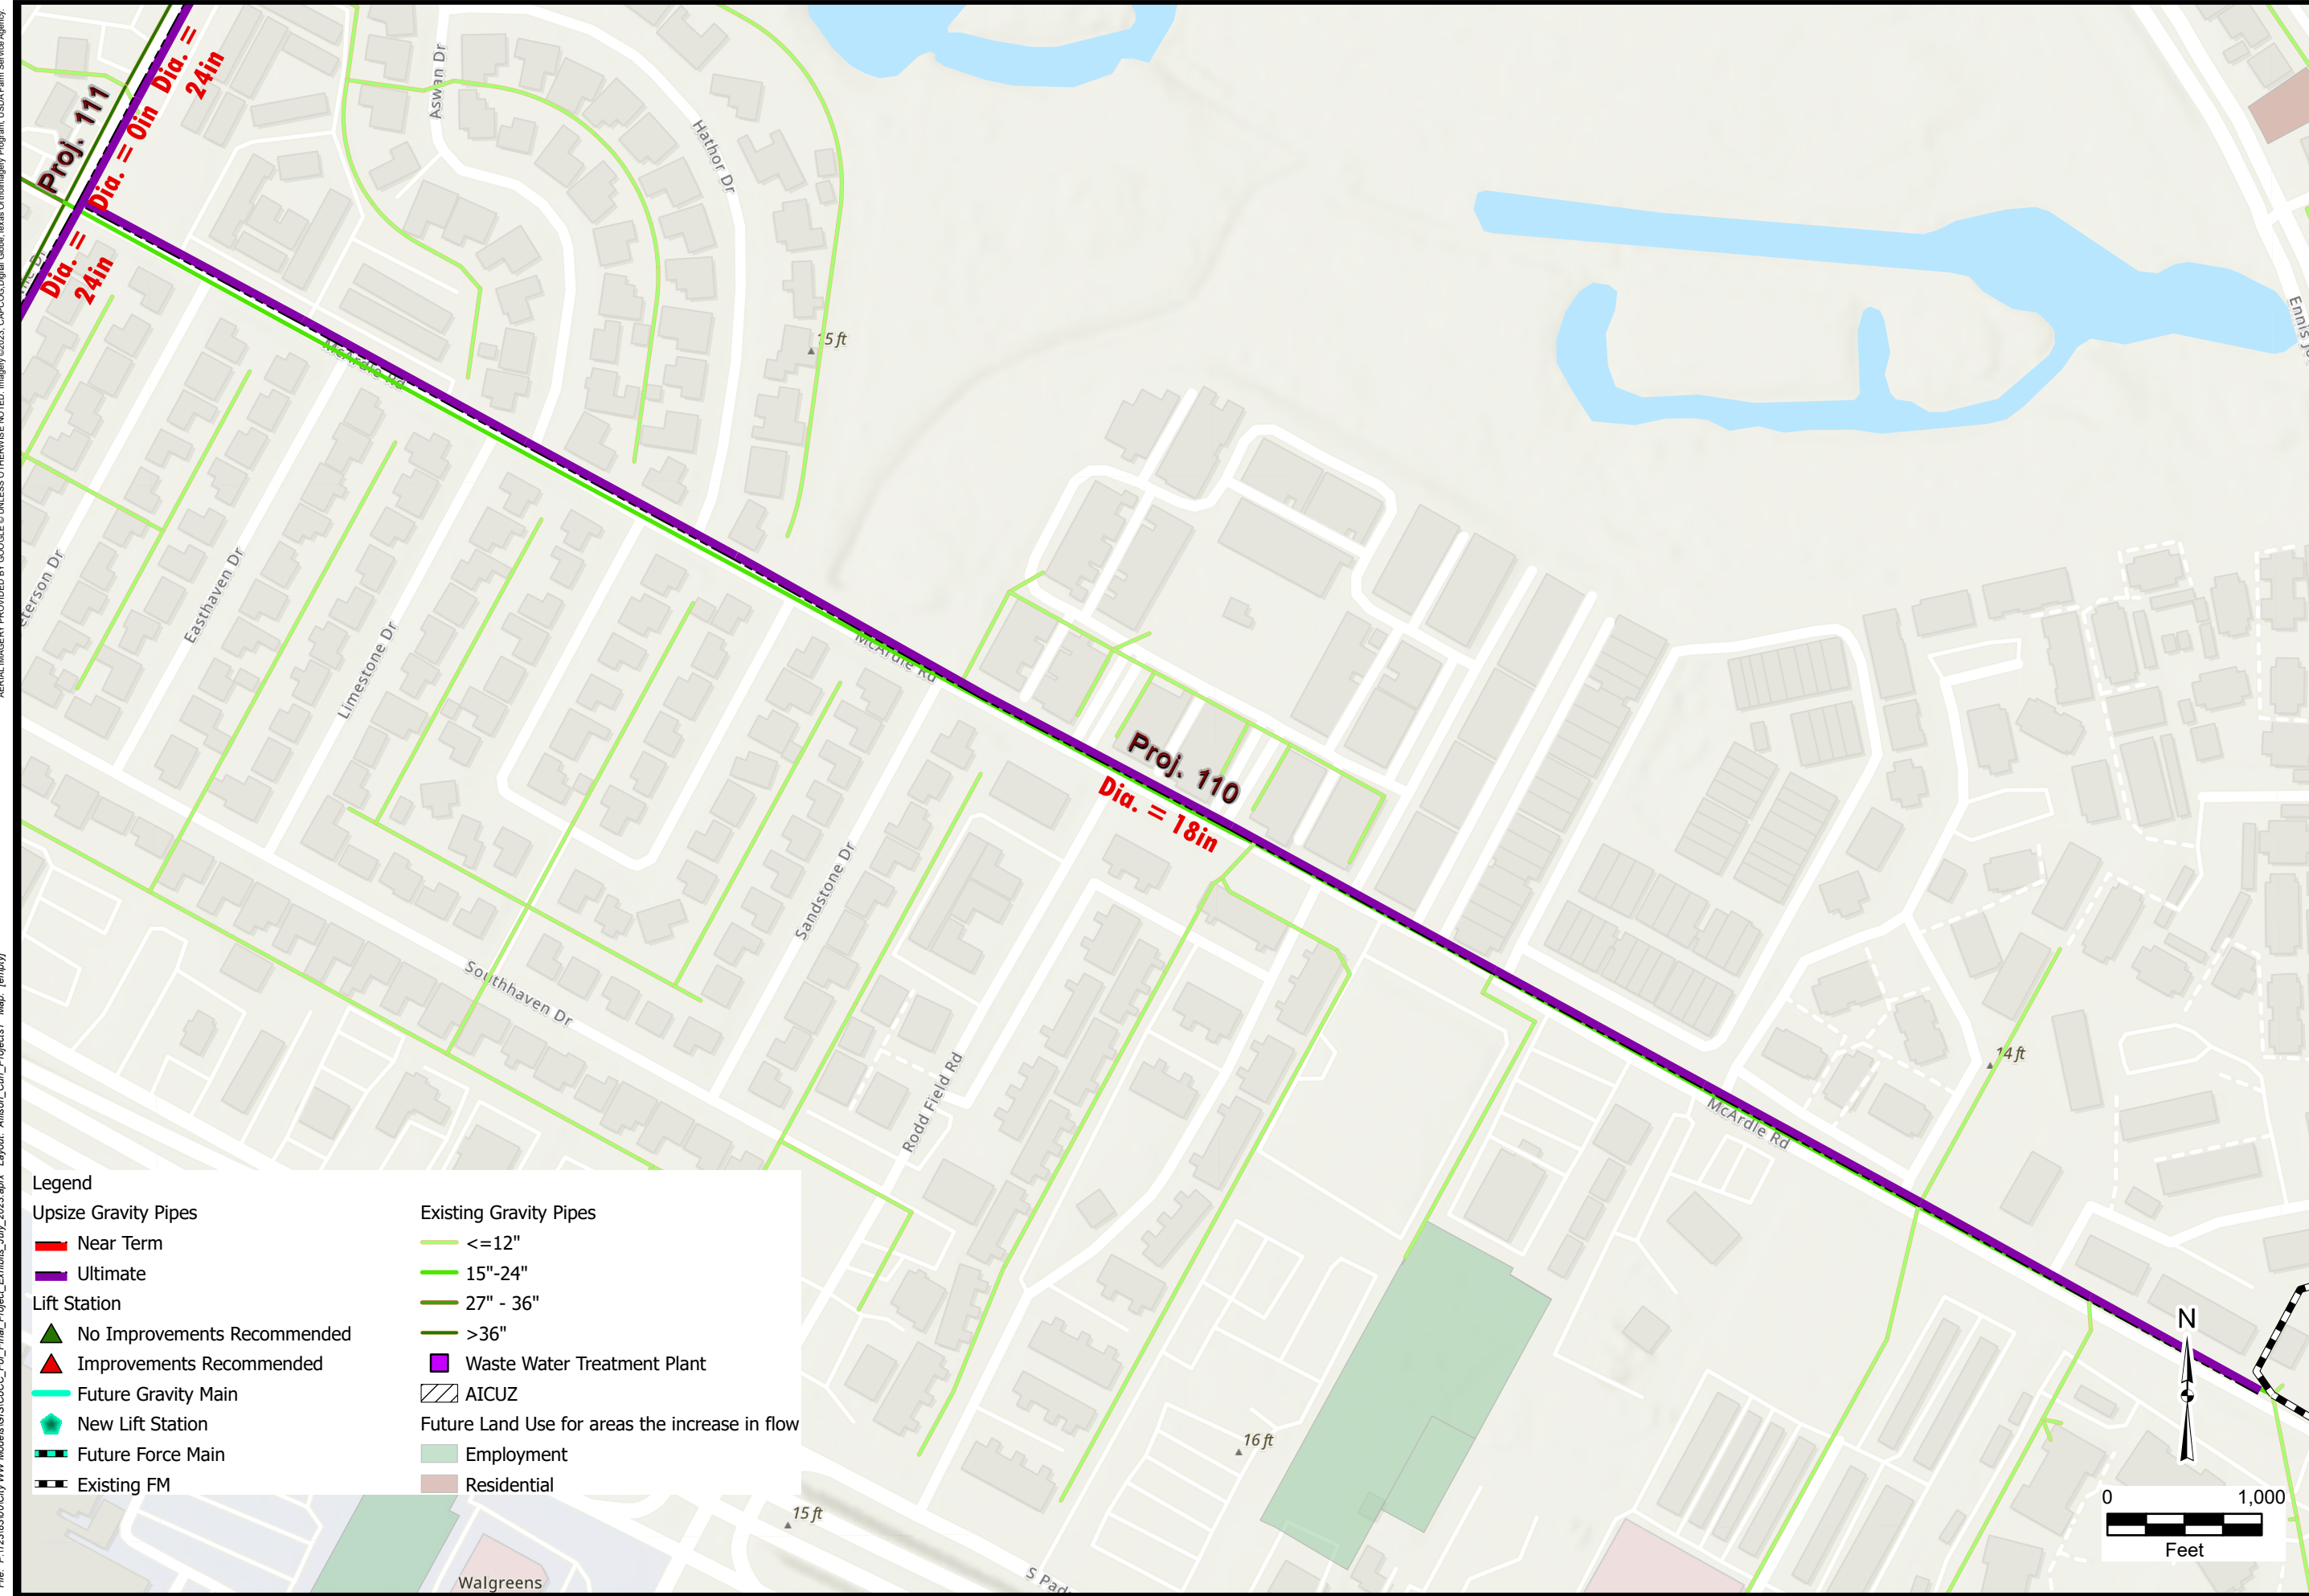 Proj. 111
Dia. =
24in
Dia. = 0in
Dia. =
24in
Aswan Dr
Hathor Dr
15 ft
McArdle Rd
Easthaven Dr
Limestone Dr
McArdle Rd
Proj. 110
Dia. = 18in
Sandstone Dr
Southhaven Dr
Rodd Field Rd
14 ft
McArdle Rd
16 ft
15 ft
Walgreens
Legend
Upsize Gravity Pipes
Near Term
Ultimate
Lift Station
No Improvements Recommended
Improvements Recommended
Future Gravity Main
New Lift Station
Future Force Main
Existing FM
Existing Gravity Pipes
<=12"
15"-24"
27" - 36"
>36"
Waste Water Treatment Plant
AICUZ
Future Land Use for areas the increase in flow
Employment
Residential
N
0 1,000
Feet